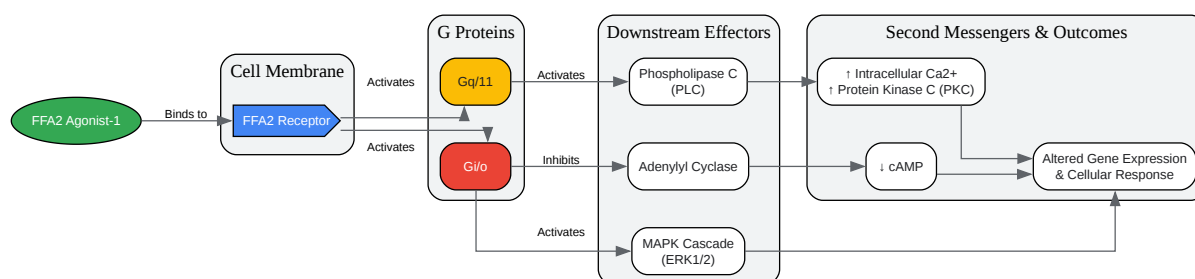 G Proteins
Downstream Effectors
Second Messengers & Outcomes
Cell Membrane
FFA2 Agonist-1
Binds to
FFA2 Receptor
Activates
Activates
Gq/11
Gi/o
Activates
Inhibits
Activates
Phospholipase C
(PLC)
Adenylyl Cyclase
MAPK Cascade
(ERK1/2)
↑ Intracellular Ca2+
↑ Protein Kinase C (PKC)
↓ cAMP
Altered Gene Expression
& Cellular Response